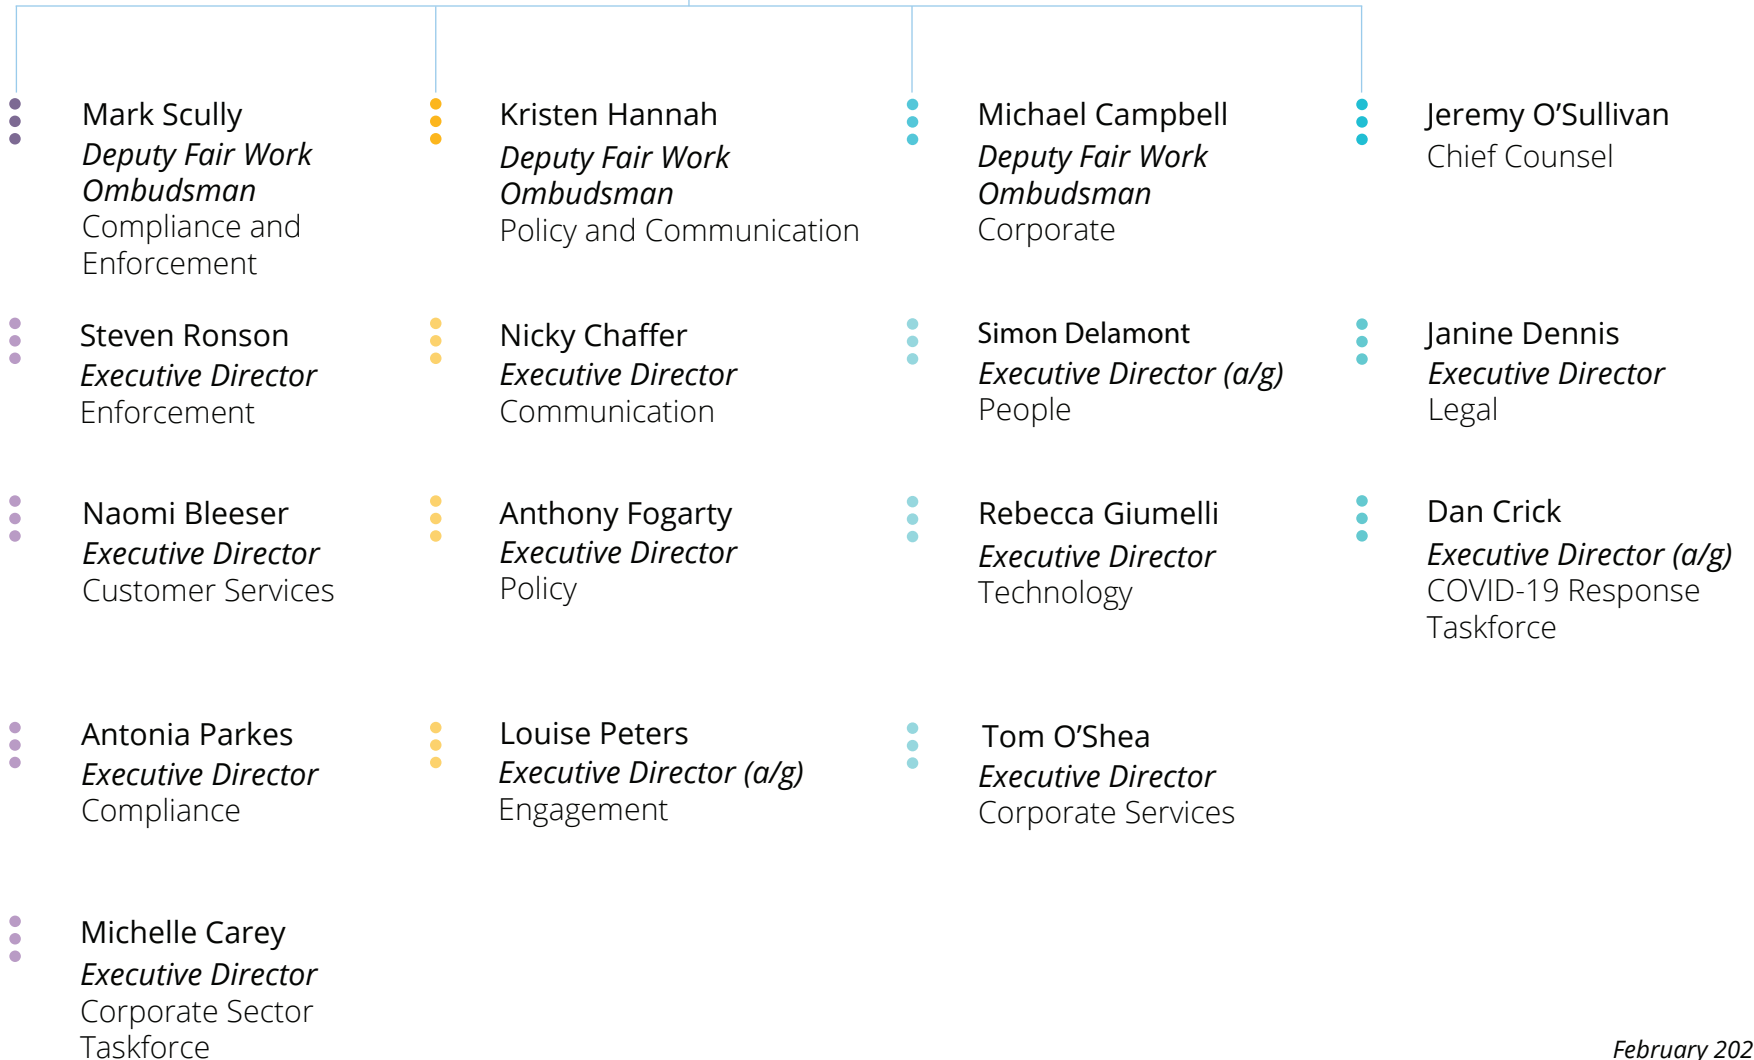 Mark Scully
Deputy Fair Work
Ombudsman
Compliance and
Enforcement
Steven Ronson
Executive Director
Enforcement
Naomi Bleeser
Executive Director
Customer Services
Antonia Parkes
Executive Director
Compliance
Michelle Carey
Executive Director
Corporate Sector
Taskforce
Kristen Hannah
Deputy Fair Work
Ombudsman
Policy and Communication
Nicky Chaffer
Executive Director
Communication
Anthony Fogarty
Executive Director
Policy
Louise Peters
Executive Director (a/g)
Engagement
Michael Campbell
Deputy Fair Work
Ombudsman
Corporate
Simon Delamont
Executive Director (a/g)
People
Rebecca Giumelli
Executive Director
Technology
Tom O’Shea
Executive Director
Corporate Services
Jeremy O’Sullivan
Chief Counsel
Janine Dennis
Executive Director
Legal
Dan Crick
Executive Director (a/g)
COVID-19 Response
Taskforce
February 202